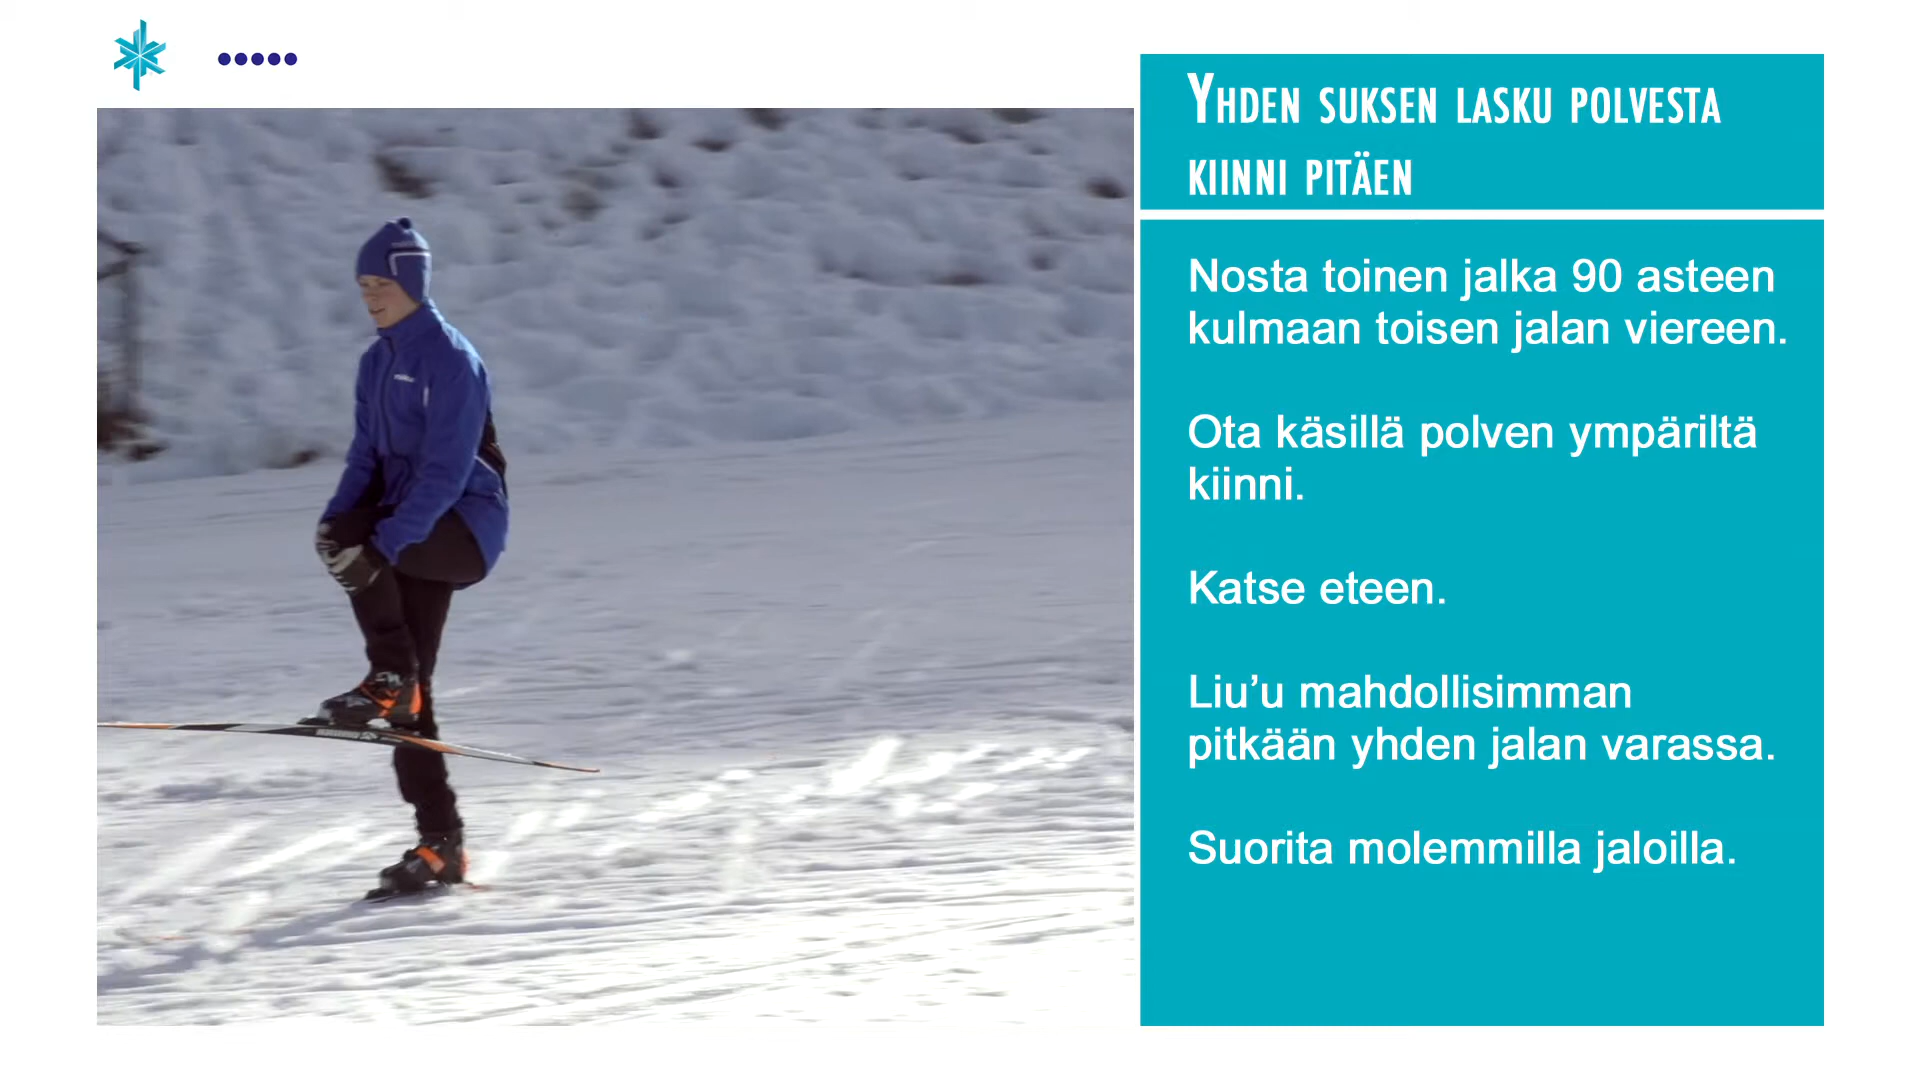 Yhden suksen lasku polvesta
kiinni pitäen
Nosta toinen jalka 90 asteen
kulmaan toisen jalan viereen.
Ota käsillä polven ympäriltä
kiinni.
Katse eteen.
Liu’u mahdollisimman
pitkään yhden jalan varassa.
Suorita molemmilla jaloilla.